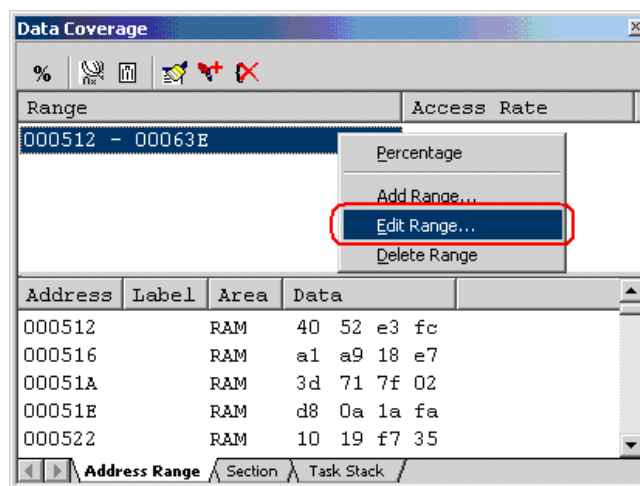 Data Coverage
%
Range Access Rate
000512 - 00063E
Percentage
Add Range...
Edit Range...
Delete Range
Address Label Area Data
000512 RAM 40 52 e3 fc
000516 RAM a1 a9 18 e7
00051A RAM 3d 71 7f 02
00051E RAM d8 0a 1a fa
000522 RAM 10 19 f7 35
Address Range Section Task Stack